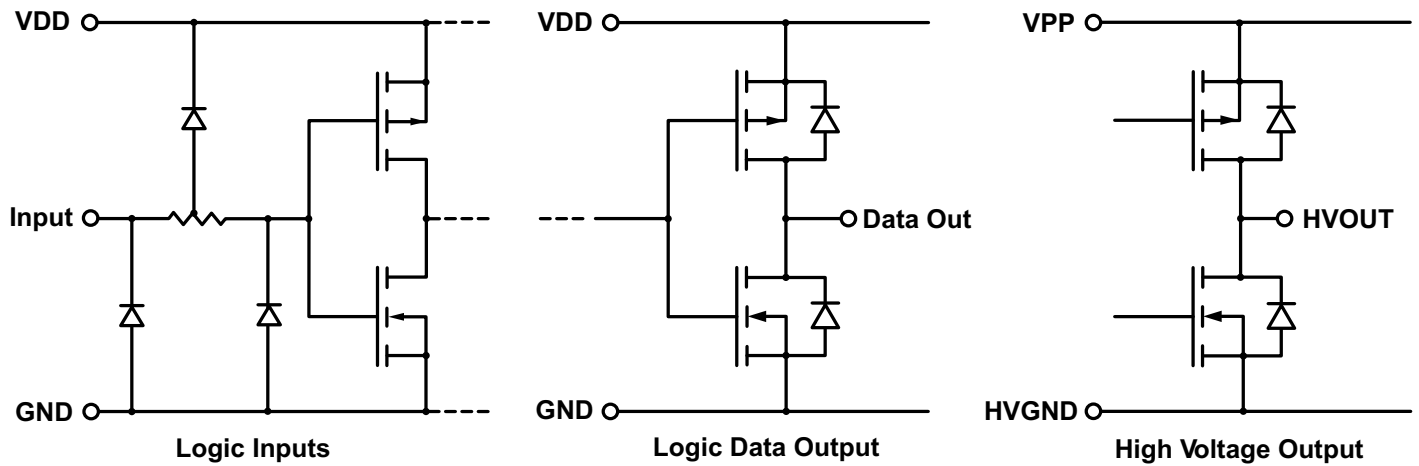 VDD
Input
GND
Logic Inputs
VDD
Data Out
GND
Logic Data Output
VPP
HVOUT
HVGND
High Voltage Output